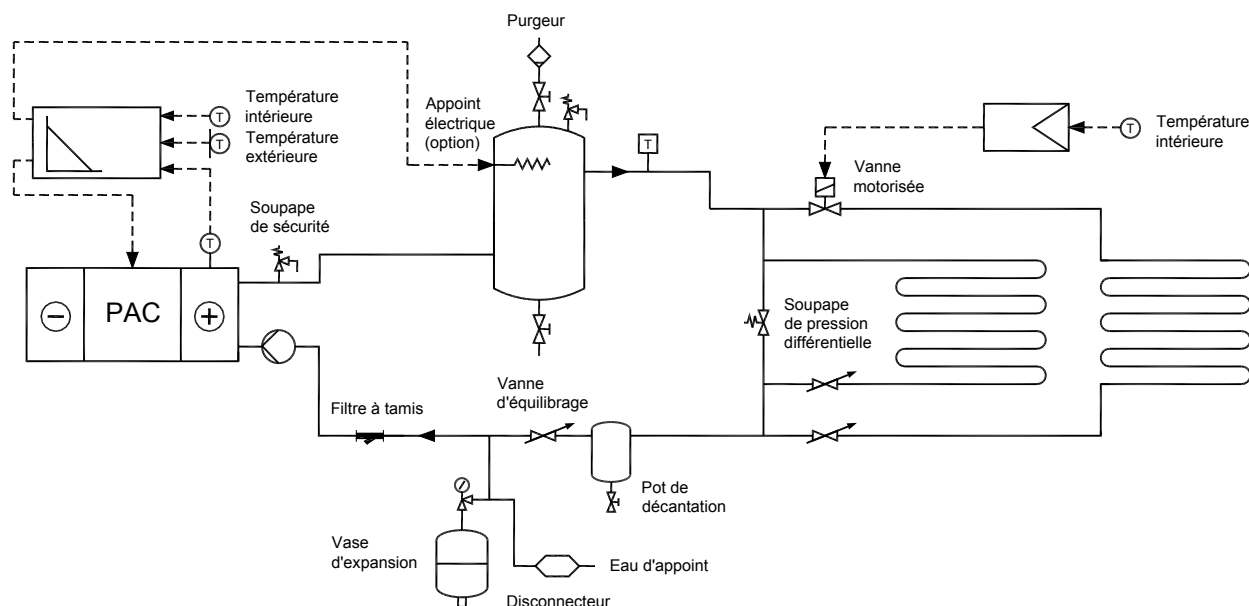 Purgeur
Température
intérieure
Température
extérieure
T
T
Appoint
électrique
(option)
T
T
Température
intérieure
Vanne
motorisée
Soupape
de sécurité
T
PAC
Soupape
de pression
différentielle
Filtre à tamis
Vanne
d'équilibrage
Pot de
décantation
Vase
d'expansion
Eau d'appoint
Disconnecteur